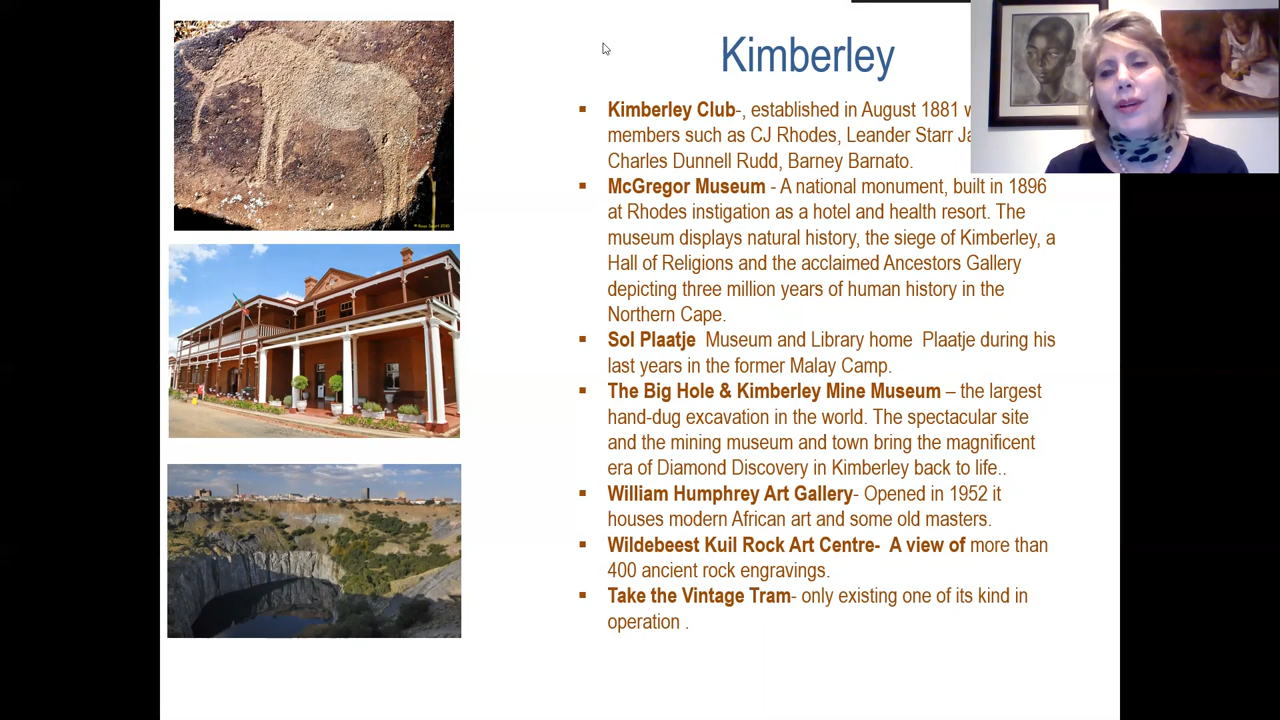 Kimberley
▪ Kimberley Club-, established in August 1881 w
members such as CJ Rhodes, Leander Starr Ja
Charles Dunnell Rudd, Barney Barnato.
▪ McGregor Museum - A national monument, built in 1896
at Rhodes instigation as a hotel and health resort. The
museum displays natural history, the siege of Kimberley, a
Hall of Religions and the acclaimed Ancestors Gallery
depicting three million years of human history in the
Northern Cape.
▪ Sol Plaatje Museum and Library home Plaatje during his
last years in the former Malay Camp.
▪ The Big Hole & Kimberley Mine Museum – the largest
hand-dug excavation in the world. The spectacular site
and the mining museum and town bring the magnificent
era of Diamond Discovery in Kimberley back to life..
▪ William Humphrey Art Gallery- Opened in 1952 it
houses modern African art and some old masters.
▪ Wildebeest Kuil Rock Art Centre- A view of more than
400 ancient rock engravings.
▪ Take the Vintage Tram- only existing one of its kind in
operation .